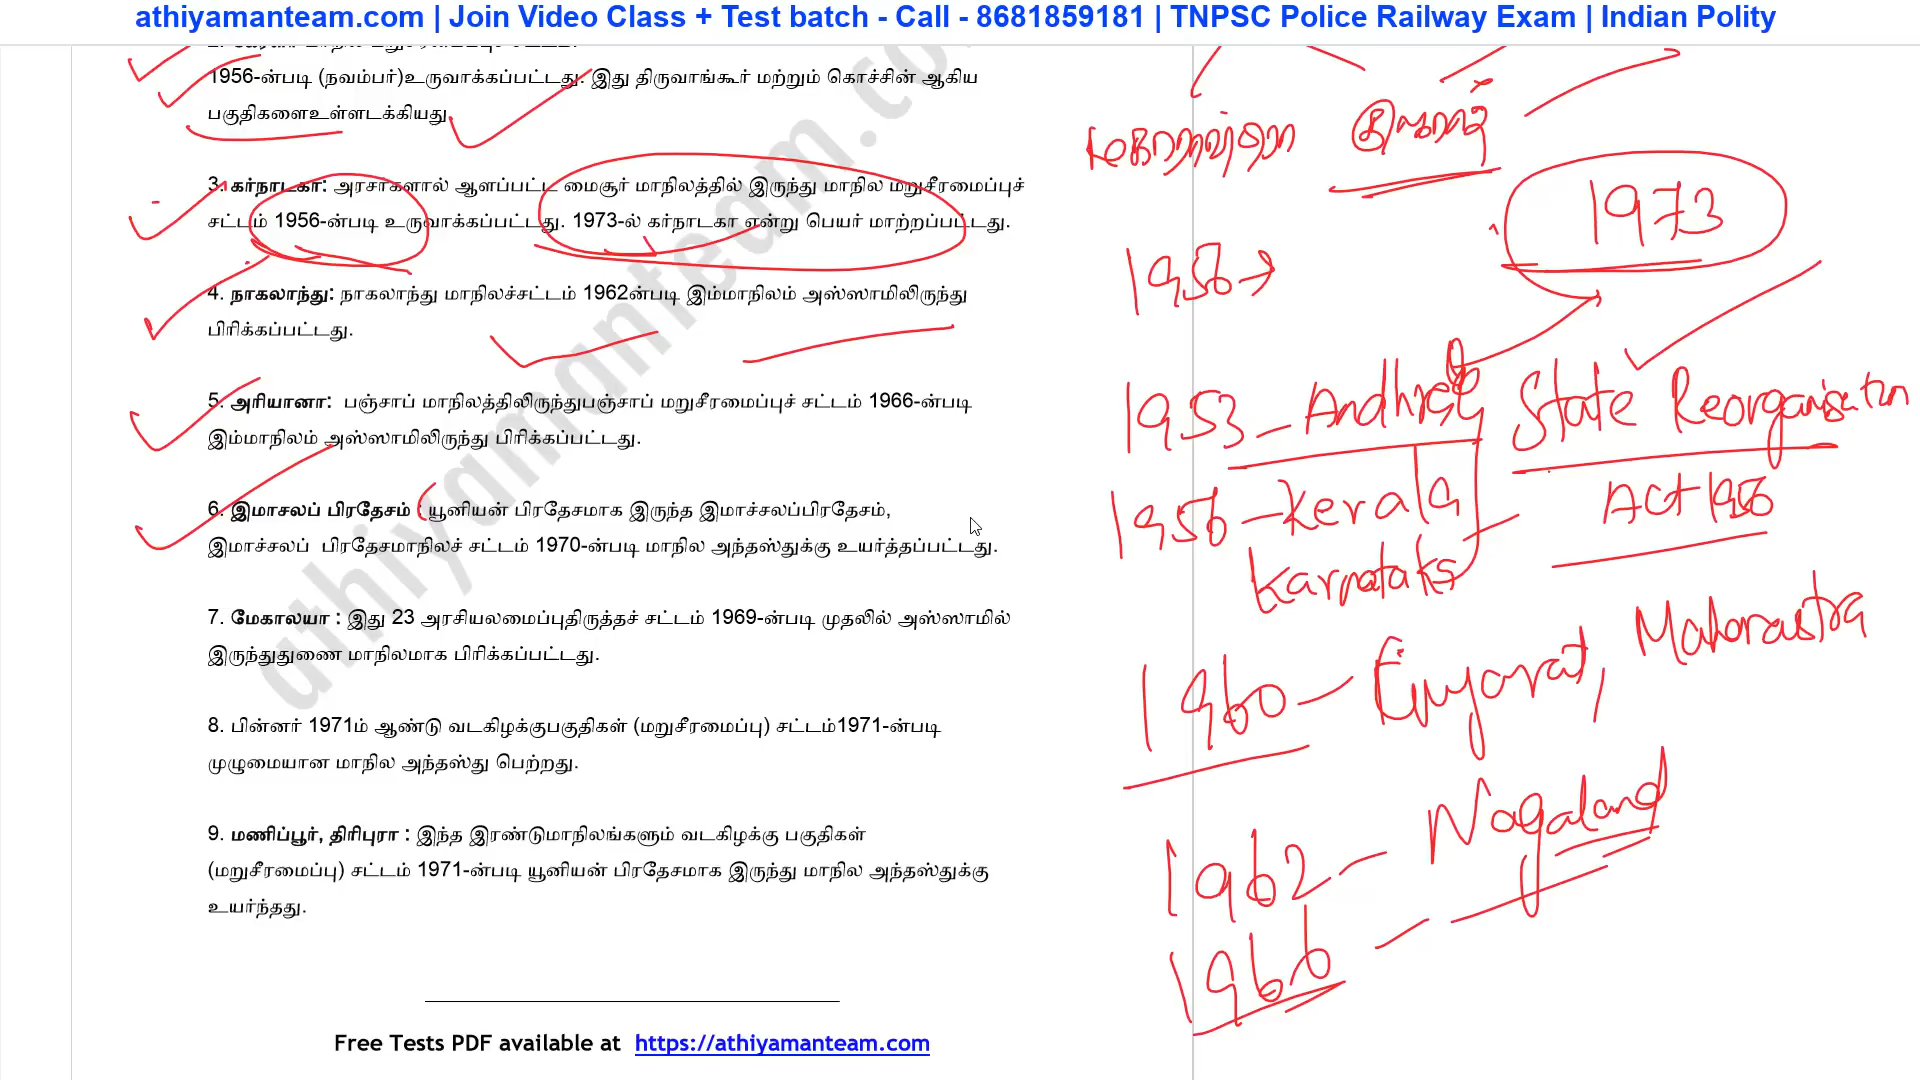 athiyamanteam.com | Join Video Class + Test batch - Call - 8681859181 | TNPSC Police Railway Exam | Indian Polity
1956-ன்படி (நவம்பர்)உருவாக்கப்பட்டது. இது திருவாங்கூர் மற்றும் கொச்சின் ஆகிய
பகுதிகளைஉள்ளடக்கியது.
3. கர்நாடகா: அரசர்களால் ஆளப்பட்ட மைசூர் மாநிலத்தில் இருந்து மாநில மறுசீரமைப்புச்
சட்டம் 1956-ன்படி உருவாக்கப்பட்டது. 1973-ல் கர்நாடகா என்று பெயர் மாற்றப்பட்டது.
4. நாகலாந்து: நாகலாந்து மாநிலச்சட்டம் 1962ன்படி இம்மாநிலம் அஸ்ஸாமிலிருந்து
பிரிக்கப்பட்டது.
5. அரியானா: பஞ்சாப் மாநிலத்திலிருந்துபஞ்சாப் மறுசீரமைப்புச் சட்டம் 1966-ன்படி
இம்மாநிலம் அஸ்ஸாமிலிருந்து பிரிக்கப்பட்டது.
6. இமாசலப் பிரதேசம் : யூனியன் பிரதேசமாக இருந்த இமாச்சலப்பிரதேசம்,
இமாச்சலப் பிரதேசமாநிலச் சட்டம் 1970-ன்படி மாநில அந்தஸ்துக்கு உயர்த்தப்பட்டது.
7. மேகாலயா : இது 23 அரசியலமைப்புதிருத்தச் சட்டம் 1969-ன்படி முதலில் அஸ்ஸாமில்
இருந்துதுணை மாநிலமாக பிரிக்கப்பட்டது.
8. பின்னர் 1971ம் ஆண்டு வடகிழக்குபகுதிகள் (மறுசீரமைப்பு) சட்டம்1971-ன்படி
முழுமையான மாநில அந்தஸ்து பெற்றது.
9. மணிப்பூர், திரிபுரா : இந்த இரண்டுமாநிலங்களும் வடகிழக்கு பகுதிகள்
(மறுசீரமைப்பு) சட்டம் 1971-ன்படி யூனியன் பிரதேசமாக இருந்து மாநில அந்தஸ்துக்கு
உயர்ந்தது.
Free Tests PDF available at https://athiyamanteam.com
athiyamanteam.co
குஜராத்
1973
1956 →
1953 - Andhra
State Reorganisation
Act 1956
1956 - Kerala
Karnataka
1960 - Gujarat, Maharastra
1962 - Nagaland
1966 -